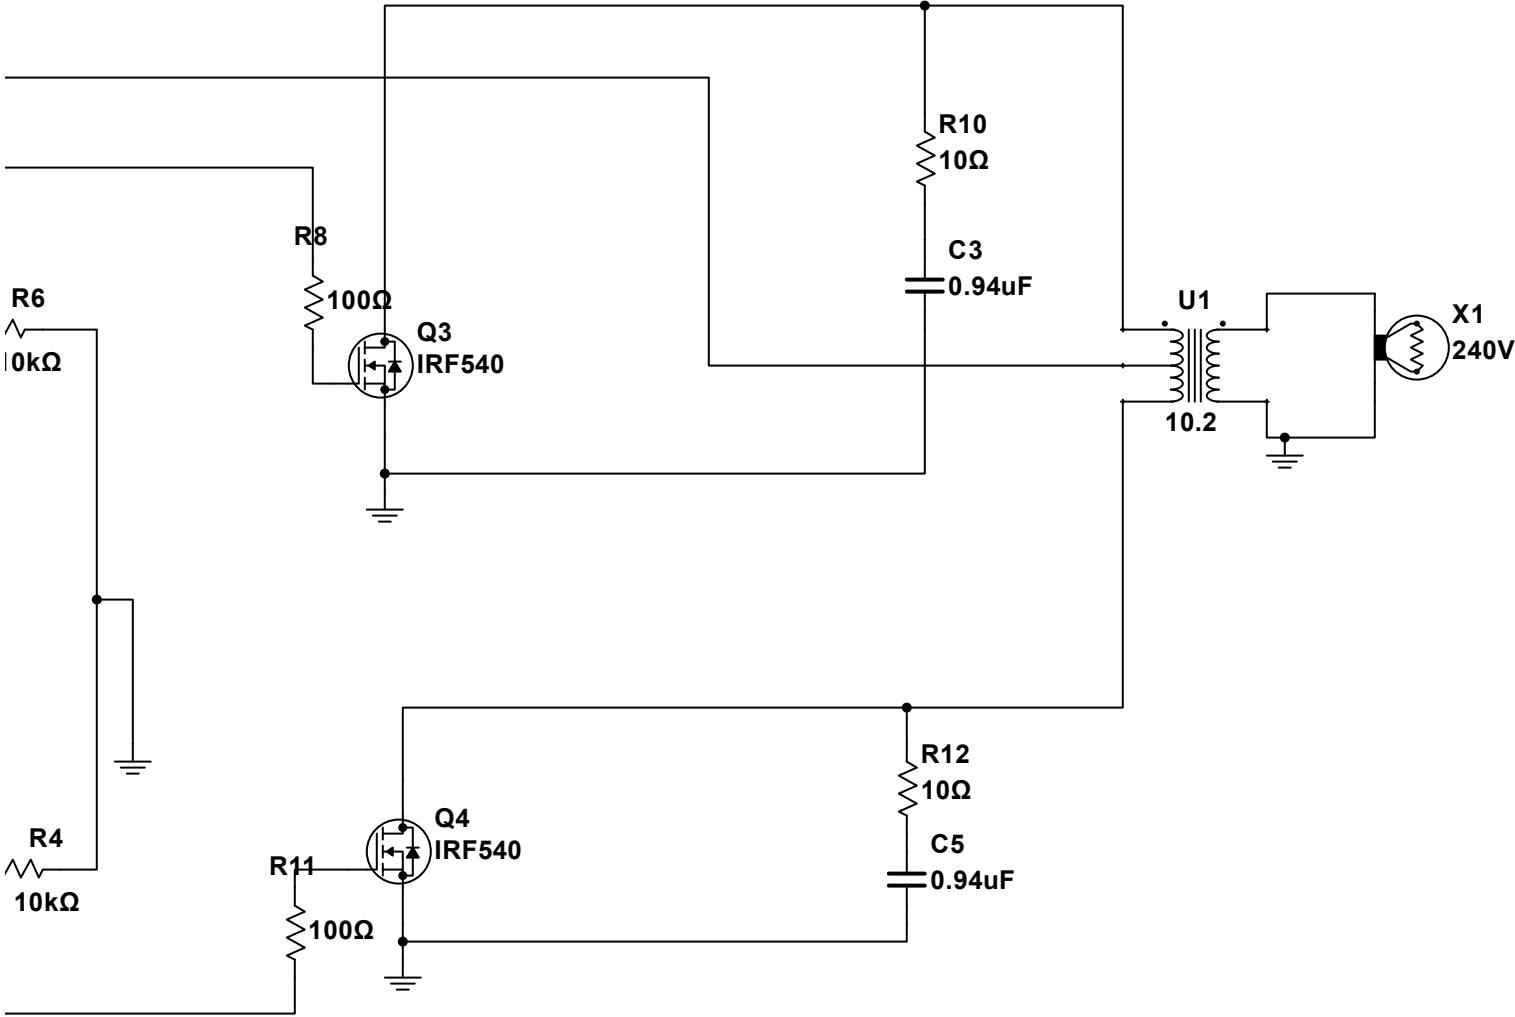 R10
10Ω
R8
C3
0.94uF
R6
100Ω
U1
X1
240V
Q3
IRF540
10kΩ
10.2
R12
10Ω
Q4
IRF540
R4
C5
0.94uF
R11
10kΩ
100Ω